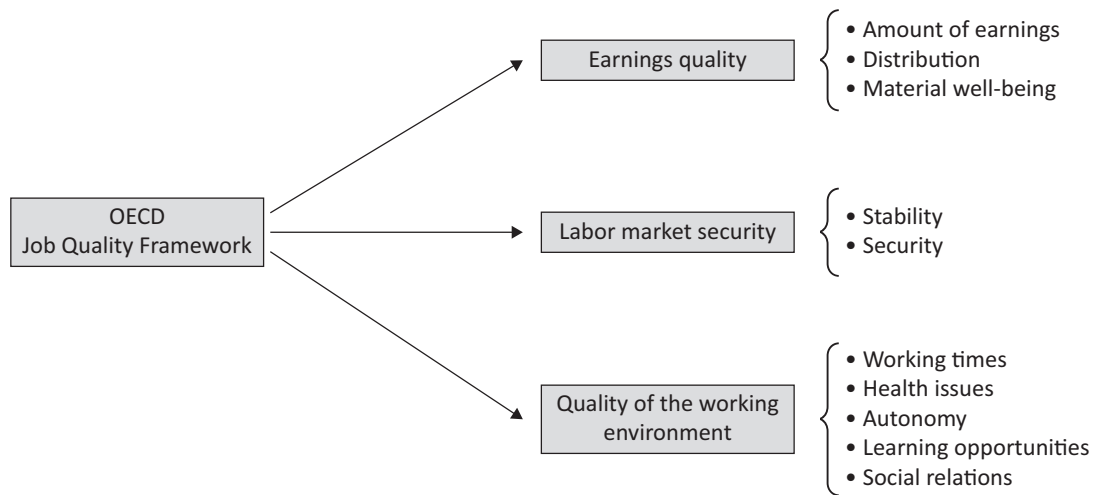 OECD
Job Quality Framework
Earnings quality
• Amount of earnings
• Distribution
• Material well-being
Labor market security
• Stability
• Security
Quality of the working
environment
• Working times
• Health issues
• Autonomy
• Learning opportunities
• Social relations